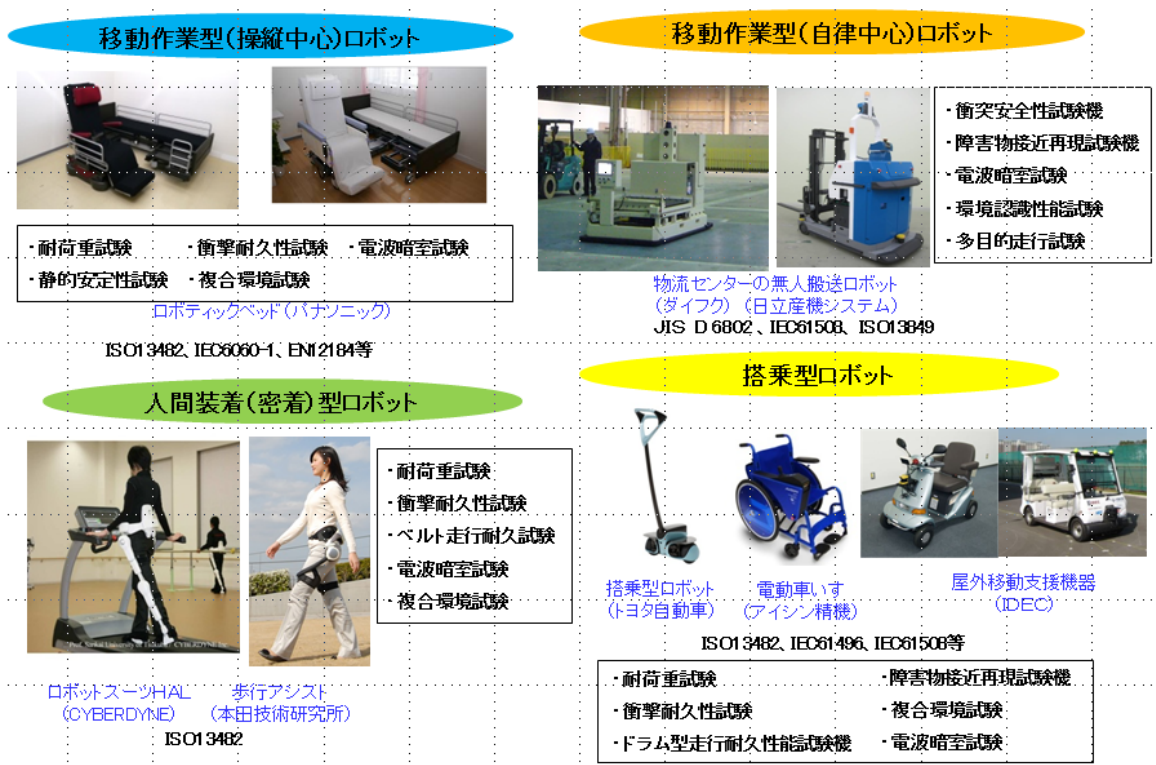 移動作業型(操縦中心)ロボット
・耐荷重試験　・衝撃耐久性試験　・電波暗室試験
・静的安定性試験　・複合環境試験
ロボティックベッド(パナソニック)
ISO13482、IEC6060-1、EN12184等
移動作業型(自律中心)ロボット
・衝突安全性試験機
・障害物接近再現試験機
・電波暗室試験
・環境認識性能試験
・多目的走行試験
物流センターの無人搬送ロボット
(ダイフク)　(日立産機システム)
JIS D 6802、IEC61508、ISO13849
人間装着(密着)型ロボット
・耐荷重試験
・衝撃耐久性試験
・ベルト走行耐久試験
・電波暗室試験
・複合環境試験
ロボットスーツHAL　歩行アシスト
(CYBERDYNE)　(本田技術研究所)
ISO13482
搭乗型ロボット
搭乗型ロボット　電動車いす　屋外移動支援機器
(トヨタ自動車)　(アイシン精機)　(IDEC)
ISO13482、IEC61496、IEC61508等
・耐荷重試験　・障害物接近再現試験機
・衝撃耐久性試験　・複合環境試験
・ドラム型走行耐久性能試験機　・電波暗室試験